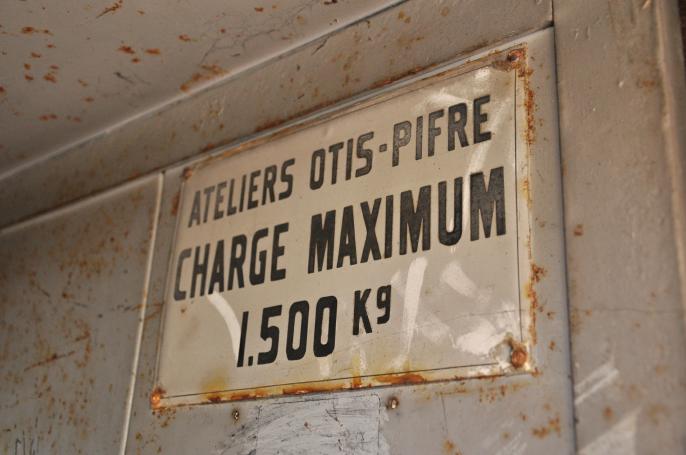 ATELIERS OTIS-PIFRE
CHARGE MAXIMUM
1.500 Kg